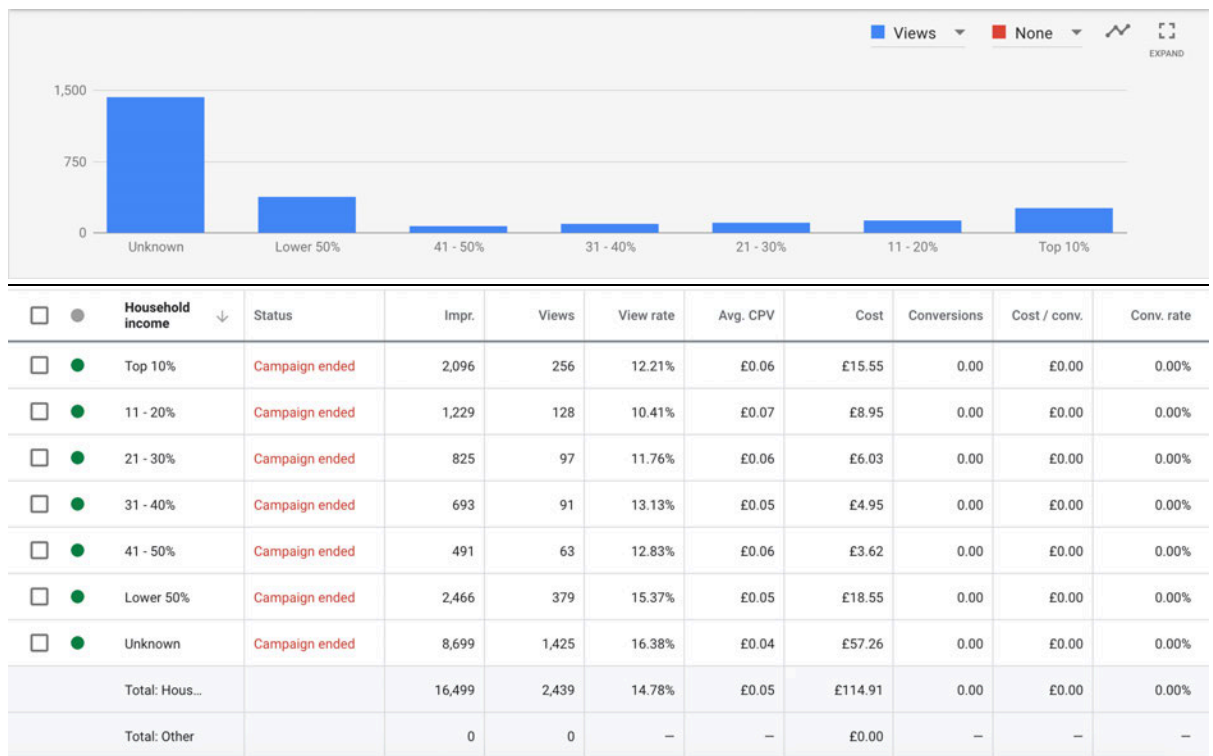 Views None
EXPAND
1,500
750
0
Unknown Lower 50% 41 - 50% 31 - 40% 21 - 30% 11 - 20% Top 10%
Household income Status Impr. Views View rate Avg. CPV Cost Conversions Cost / conv. Conv. rate
Top 10% Campaign ended 2,096 256 12.21% £0.06 £15.55 0.00 £0.00 0.00%
11 - 20% Campaign ended 1,229 128 10.41% £0.07 £8.95 0.00 £0.00 0.00%
21 - 30% Campaign ended 825 97 11.76% £0.06 £6.03 0.00 £0.00 0.00%
31 - 40% Campaign ended 693 91 13.13% £0.05 £4.95 0.00 £0.00 0.00%
41 - 50% Campaign ended 491 63 12.83% £0.06 £3.62 0.00 £0.00 0.00%
Lower 50% Campaign ended 2,466 379 15.37% £0.05 £18.55 0.00 £0.00 0.00%
Unknown Campaign ended 8,699 1,425 16.38% £0.04 £57.26 0.00 £0.00 0.00%
Total: Hous... 16,499 2,439 14.78% £0.05 £114.91 0.00 £0.00 0.00%
Total: Other 0 0 – – £0.00 – – –